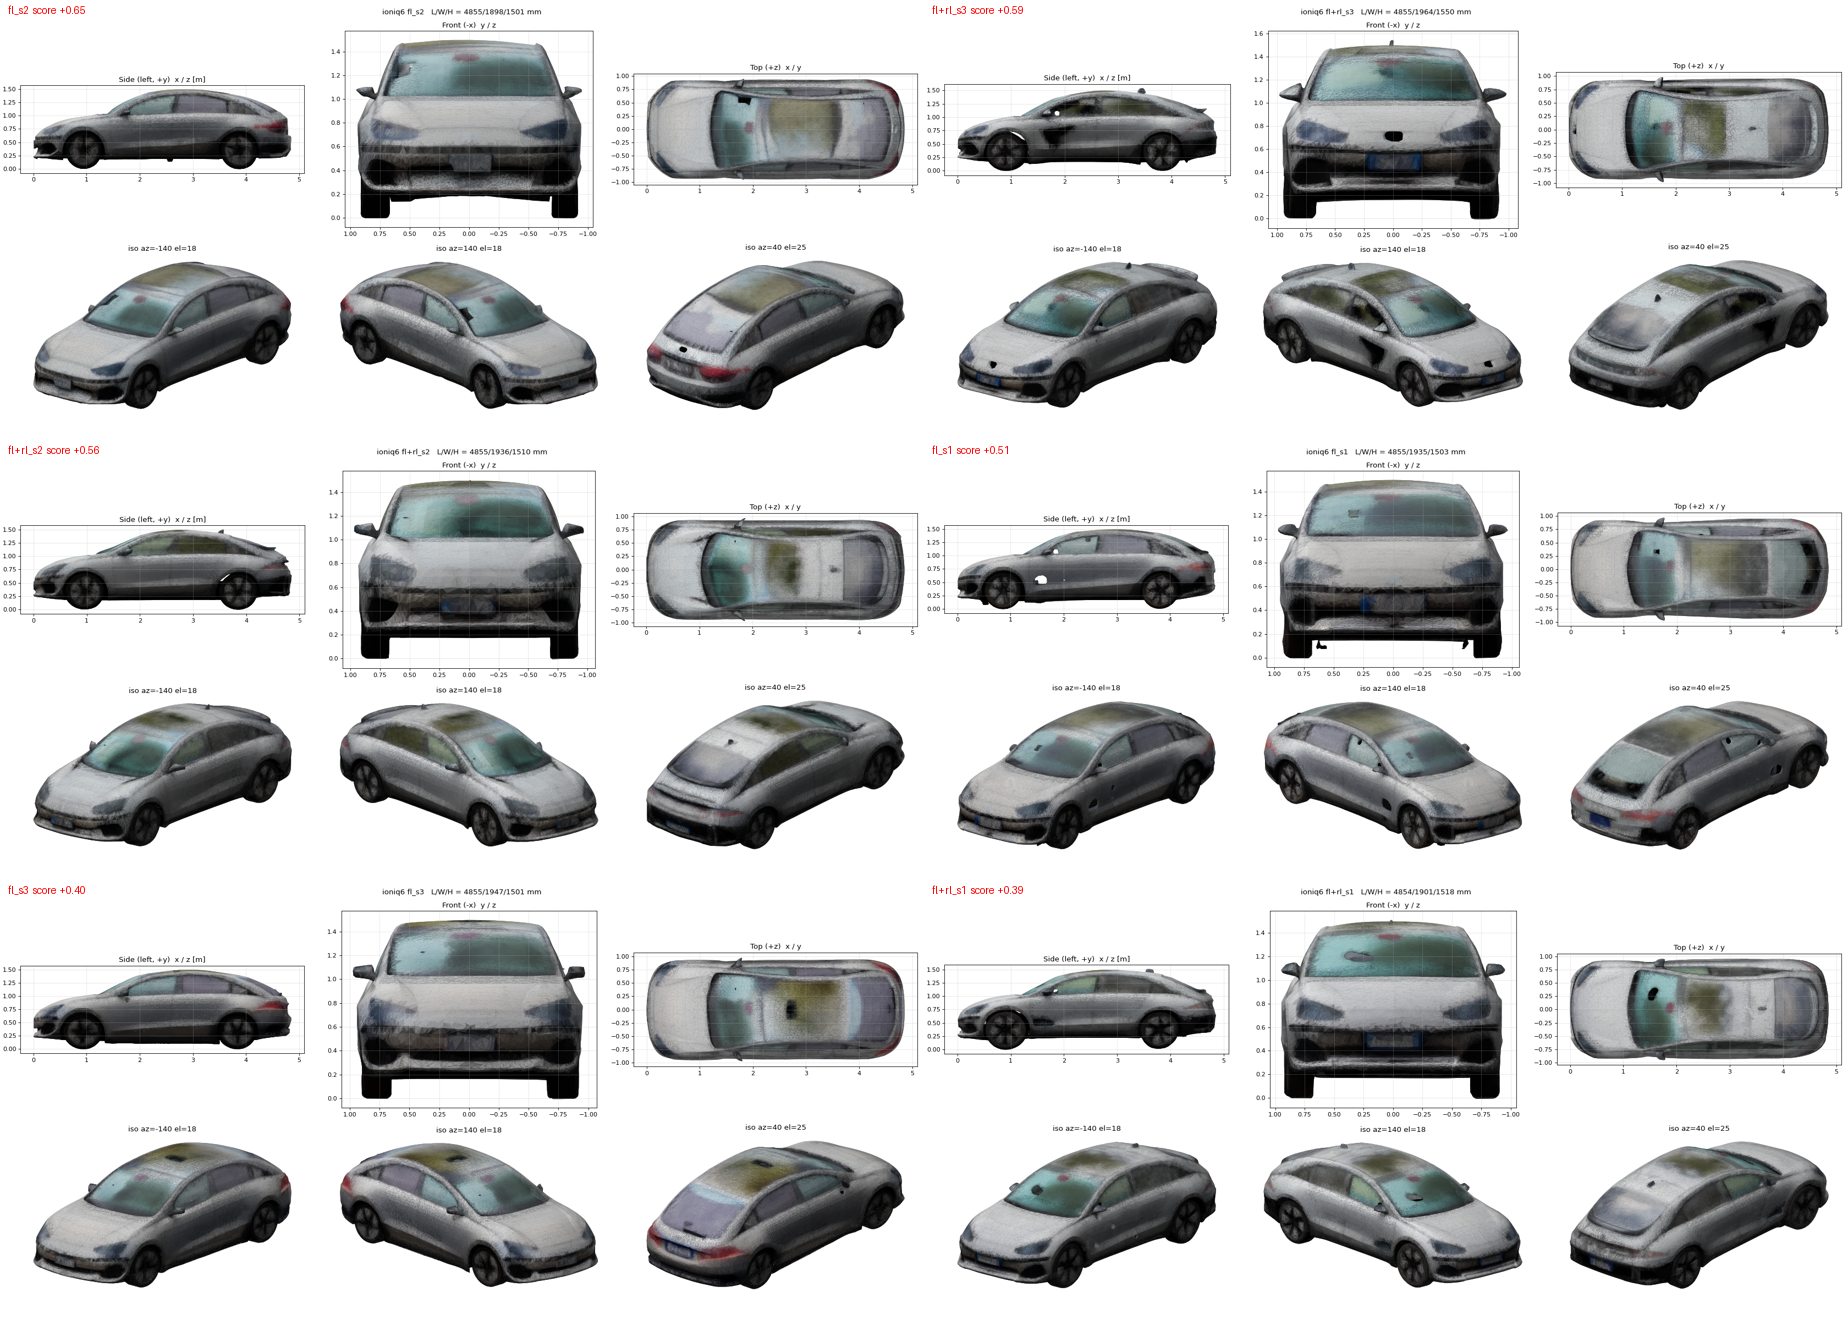 fl_s2 score +0.65
ioniq6 fl_s2 L/W/H = 4855/1898/1501 mm
Front (-x) y / z
Side (left, +y) x / z [m]
Top (+z) x / y
iso az=-140 el=18
iso az=140 el=18
iso az=40 el=25
fl+rl_s3 score +0.59
ioniq6 fl+rl_s3 L/W/H = 4855/1964/1550 mm
Front (-x) y / z
Side (left, +y) x / z [m]
Top (+z) x / y
iso az=-140 el=18
iso az=140 el=18
iso az=40 el=25
fl+rl_s2 score +0.56
ioniq6 fl+rl_s2 L/W/H = 4855/1936/1510 mm
Front (-x) y / z
Side (left, +y) x / z [m]
Top (+z) x / y
iso az=-140 el=18
iso az=140 el=18
iso az=40 el=25
fl_s1 score +0.51
ioniq6 fl_s1 L/W/H = 4855/1935/1503 mm
Front (-x) y / z
Side (left, +y) x / z [m]
Top (+z) x / y
iso az=-140 el=18
iso az=140 el=18
iso az=40 el=25
fl_s3 score +0.40
ioniq6 fl_s3 L/W/H = 4855/1947/1501 mm
Front (-x) y / z
Side (left, +y) x / z [m]
Top (+z) x / y
iso az=-140 el=18
iso az=140 el=18
iso az=40 el=25
fl+rl_s1 score +0.39
ioniq6 fl+rl_s1 L/W/H = 4854/1901/1518 mm
Front (-x) y / z
Side (left, +y) x / z [m]
Top (+z) x / y
iso az=-140 el=18
iso az=140 el=18
iso az=40 el=25